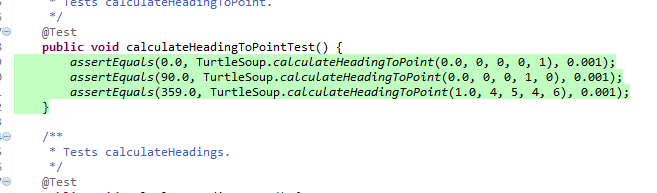 * Tests calculateHeadingToPoint.
*/
@Test
public void calculateHeadingToPointTest() {
assertEquals(0.0, TurtleSoup.calculateHeadingToPoint(0.0, 0, 0, 0, 1), 0.001);
assertEquals(90.0, TurtleSoup.calculateHeadingToPoint(0.0, 0, 0, 1, 0), 0.001);
assertEquals(359.0, TurtleSoup.calculateHeadingToPoint(1.0, 4, 5, 4, 6), 0.001);
}
/**
* Tests calculateHeadings.
*/
@Test